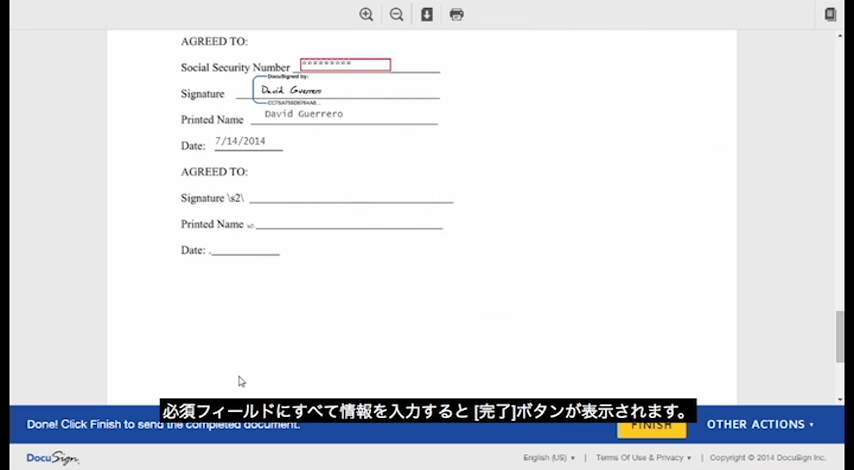 AGREED TO:
Social Security Number *********
DocuSigned by:
Signature David Guerrero
Printed Name David Guerrero
Date: 7/14/2014
AGREED TO:
Signature \s2\
Printed Name
Date:
必須フィールドにすべて情報を入力すると [完了]ボタンが表示されます。
Done! Click Finish to send the completed document.
FINISH
OTHER ACTIONS
DocuSign
English (US) | Terms Of Use & Privacy | Copyright © 2014 DocuSign Inc.